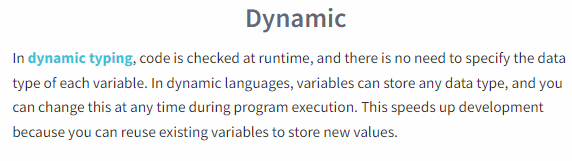 Dynamic
In dynamic typing, code is checked at runtime, and there is no need to specify the data
type of each variable. In dynamic languages, variables can store any data type, and you
can change this at any time during program execution. This speeds up development
because you can reuse existing variables to store new values.